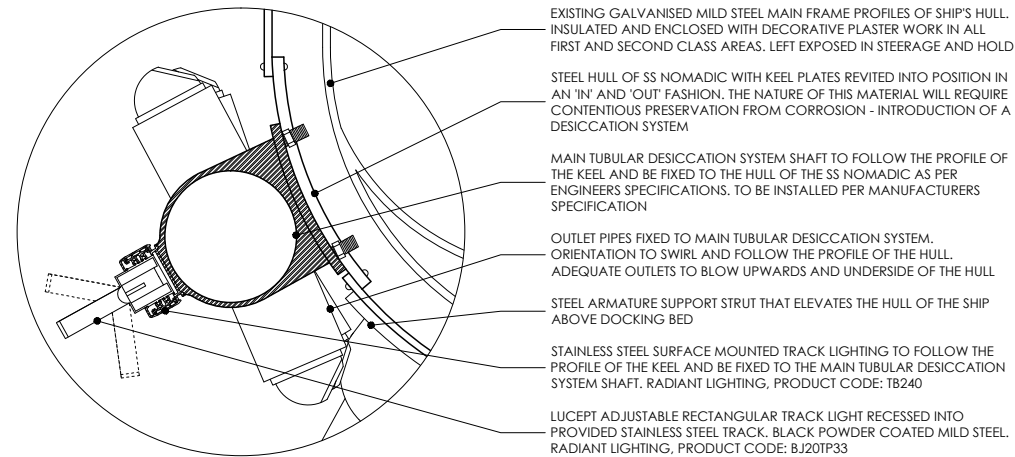 EXISTING GALVANISED MILD STEEL MAIN FRAME PROFILES OF SHIP'S HULL.
INSULATED AND ENCLOSED WITH DECORATIVE PLASTER WORK IN ALL
FIRST AND SECOND CLASS AREAS. LEFT EXPOSED IN STEERAGE AND HOLD
STEEL HULL OF SS NOMADIC WITH KEEL PLATES REVITED INTO POSITION IN
AN 'IN' AND 'OUT' FASHION. THE NATURE OF THIS MATERIAL WILL REQUIRE
CONTENTIOUS PRESERVATION FROM CORROSION - INTRODUCTION OF A
DESICCATION SYSTEM
MAIN TUBULAR DESICCATION SYSTEM SHAFT TO FOLLOW THE PROFILE OF
THE KEEL AND BE FIXED TO THE HULL OF THE SS NOMADIC AS PER
ENGINEERS SPECIFICATIONS. TO BE INSTALLED PER MANUFACTURERS
SPECIFICATION
OUTLET PIPES FIXED TO MAIN TUBULAR DESICCATION SYSTEM.
ORIENTATION TO SWIRL AND FOLLOW THE PROFILE OF THE HULL.
ADEQUATE OUTLETS TO BLOW UPWARDS AND UNDERSIDE OF THE HULL
STEEL ARMATURE SUPPORT STRUT THAT ELEVATES THE HULL OF THE SHIP
ABOVE DOCKING BED
STAINLESS STEEL SURFACE MOUNTED TRACK LIGHTING TO FOLLOW THE
PROFILE OF THE KEEL AND BE FIXED TO THE MAIN TUBULAR DESICCATION
SYSTEM SHAFT. RADIANT LIGHTING, PRODUCT CODE: TB240
LUCEPT ADJUSTABLE RECTANGULAR TRACK LIGHT RECESSED INTO
PROVIDED STAINLESS STEEL TRACK. BLACK POWDER COATED MILD STEEL.
RADIANT LIGHTING, PRODUCT CODE: BJ20TP33